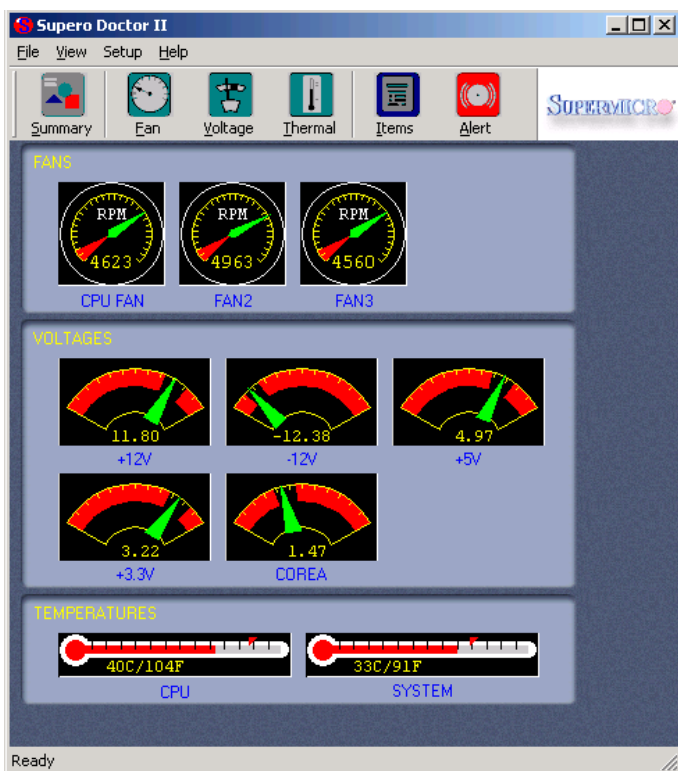 Supero Doctor II
File View Setup Help
Summary Fan Voltage Thermal Items Alert
SUPERMICRO
FANS
RPM RPM RPM
4623 4963 4560
CPU FAN FAN2 FAN3
VOLTAGES
11.80 -12.38 4.97
+12V -12V +5V
3.22 1.47
+3.3V COREA
TEMPERATURES
40C/104F 33C/91F
CPU SYSTEM
Ready